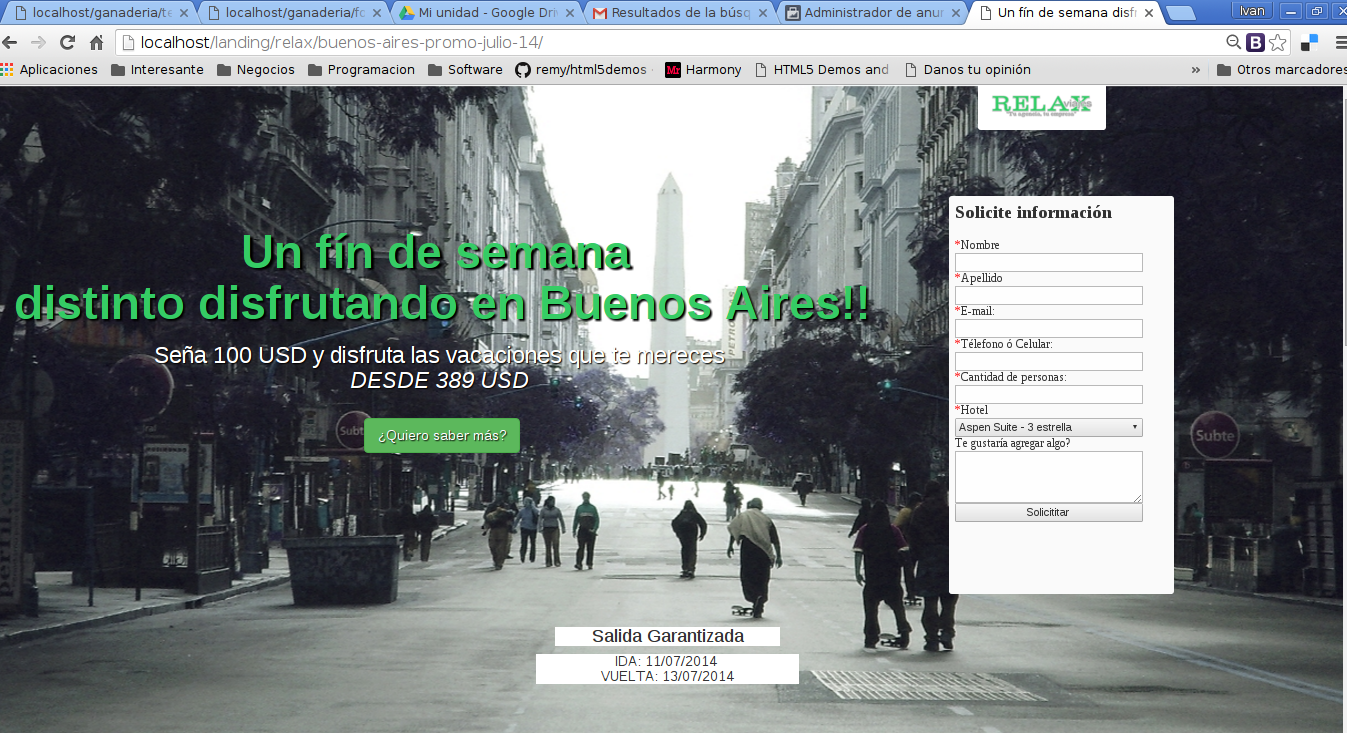 localhost/ganaderia/te
localhost/ganaderia/fo
Mi unidad - Google Driv
Resultados de la búsq
Administrador de anun
Un fín de semana disf
Ivan
localhost/landing/relax/buenos-aires-promo-julio-14/
Aplicaciones
Interesante
Negocios
Programacion
Software
remy/html5demos
Mr
Harmony
HTML5 Demos and
Danos tu opinión
»
Otros marcadores
RELAX
viajes
"Tu agencia, tu empresa"
Un fín de semana
distinto disfrutando en Buenos Aires!!
Seña 100 USD y disfruta las vacaciones que te mereces
DESDE 389 USD
¿Quiero saber más?
Solicite información
*Nombre
*Apellido
*E-mail:
*Télefono ó Celular:
*Cantidad de personas:
*Hotel
Aspen Suite - 3 estrella
Te gustaría agregar algo?
Solicititar
Subte
Subte
Salida Garantizada
IDA: 11/07/2014
VUELTA: 13/07/2014